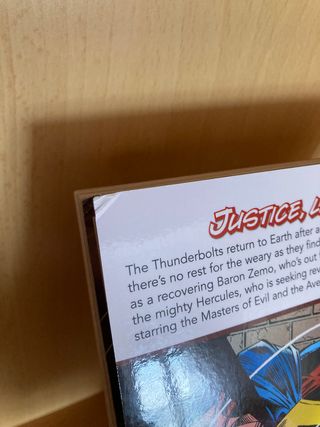 JUSTICE, L
The Thunderbolts return to Earth after a
there's no rest for the weary as they find
as a recovering Baron Zemo, who's out
the mighty Hercules, who is seeking rev
starring the Masters of Evil and the Ave